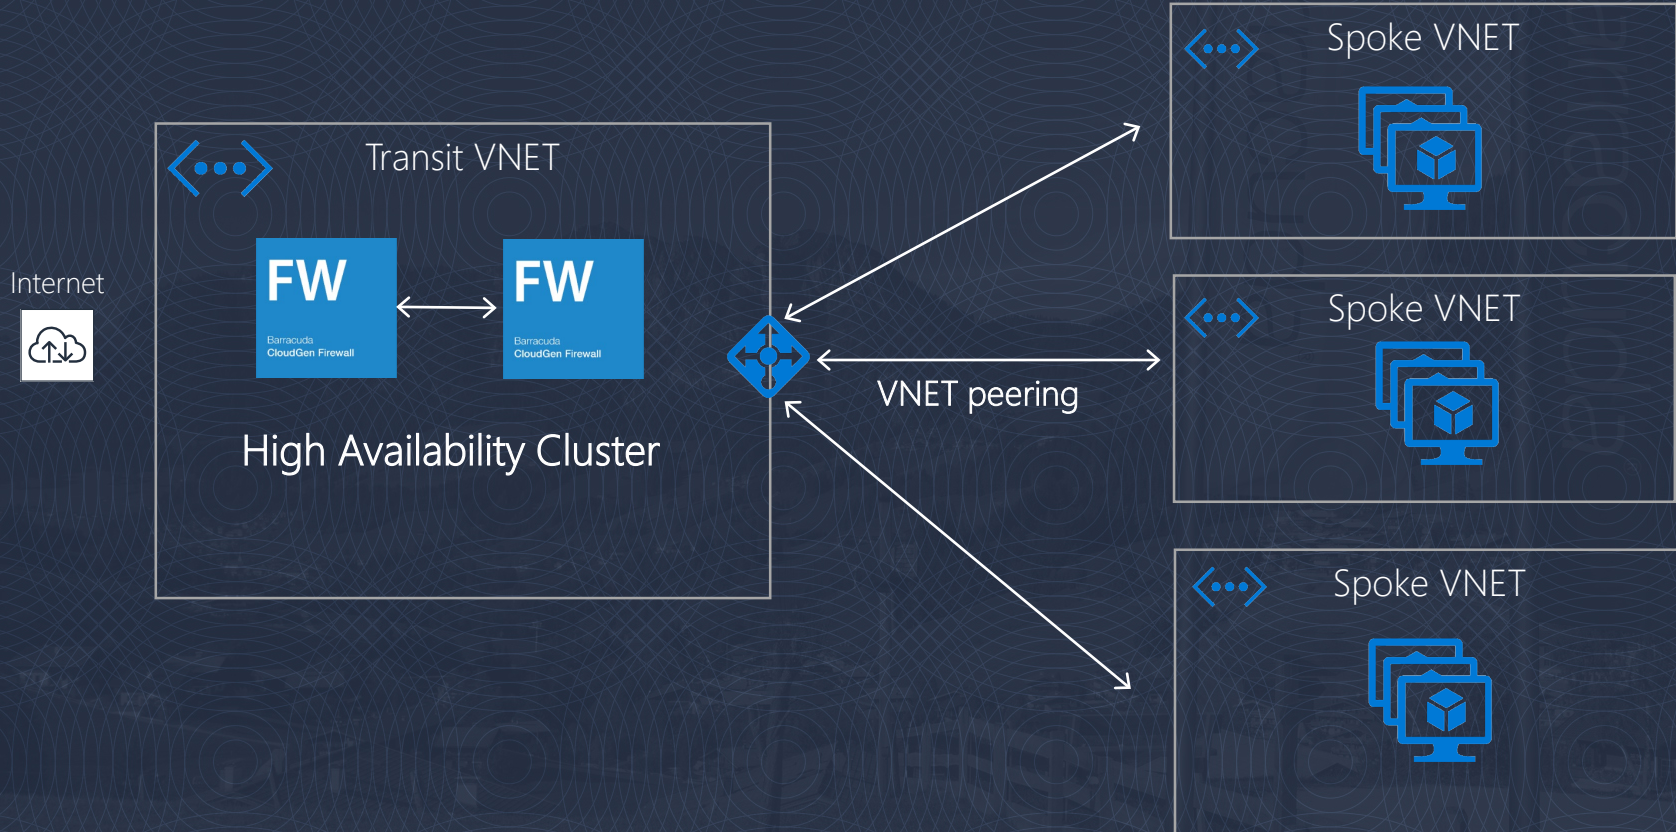 Internet
Transit VNET
FW
Barracuda
CloudGen Firewall
FW
Barracuda
CloudGen Firewall
High Availability Cluster
VNET peering
Spoke VNET
Spoke VNET
Spoke VNET